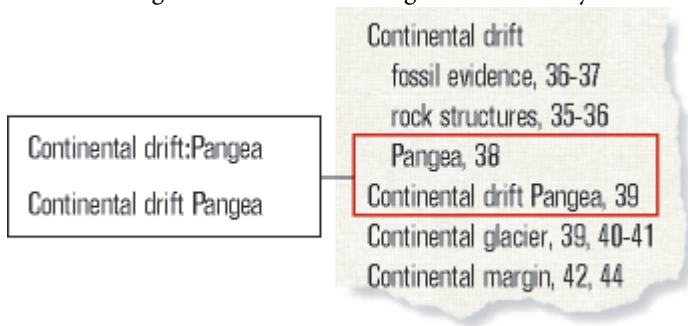 Continental drift
fossil evidence, 36-37
rock structures, 35-36
Pangea, 38
Continental drift Pangea, 39
Continental glacier, 39, 40-41
Continental margin, 42, 44
Continental drift:Pangea
Continental drift Pangea